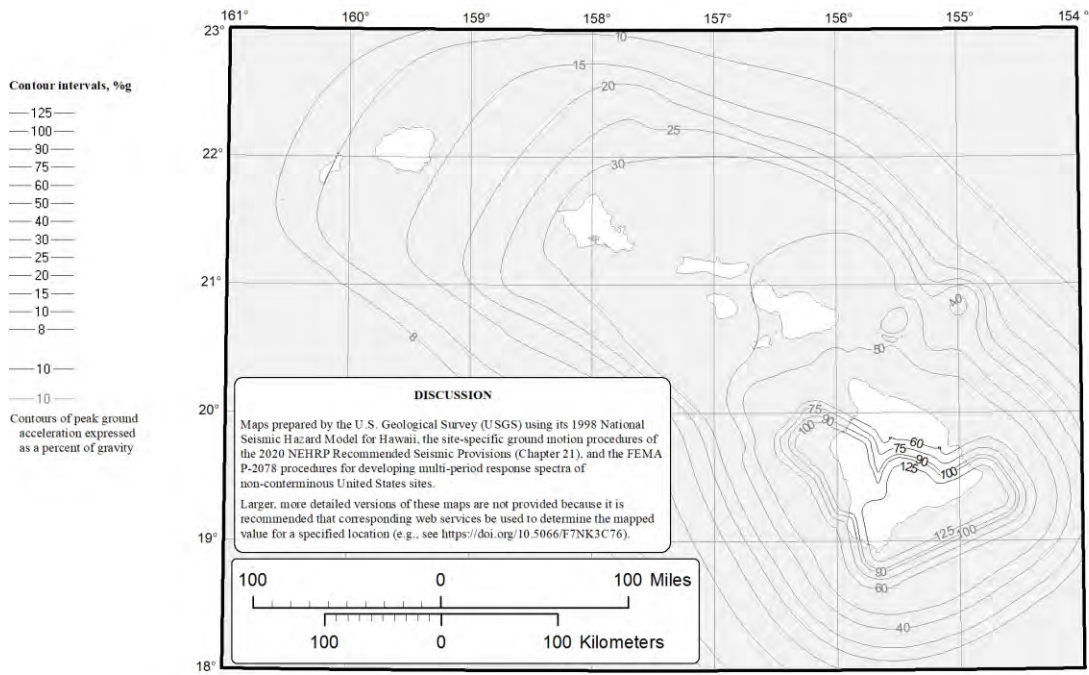 161° 160° 159° 158° 157° 156° 155° 154°
23°
22°
21°
20°
19°
18°
Contour intervals, %g
125
100
90
75
60
50
40
30
25
20
15
10
8
10
10
Contours of peak ground
acceleration expressed
as a percent of gravity
10
15
20
25
30
40
8
50
75
90
100
60
75
90
125
100
125
100
90
60
40
DISCUSSION
Maps prepared by the U.S. Geological Survey (USGS) using its 1998 National
Seismic Hazard Model for Hawaii, the site-specific ground motion procedures of
the 2020 NEHRP Recommended Seismic Provisions (Chapter 21), and the FEMA
P-2078 procedures for developing multi-period response spectra of
non-conterminous United States sites.
Larger, more detailed versions of these maps are not provided because it is
recommended that corresponding web services be used to determine the mapped
value for a specified location (e.g., see https://doi.org/10.5066/F7NK3C76).
100 0 100 Miles
100 0 100 Kilometers